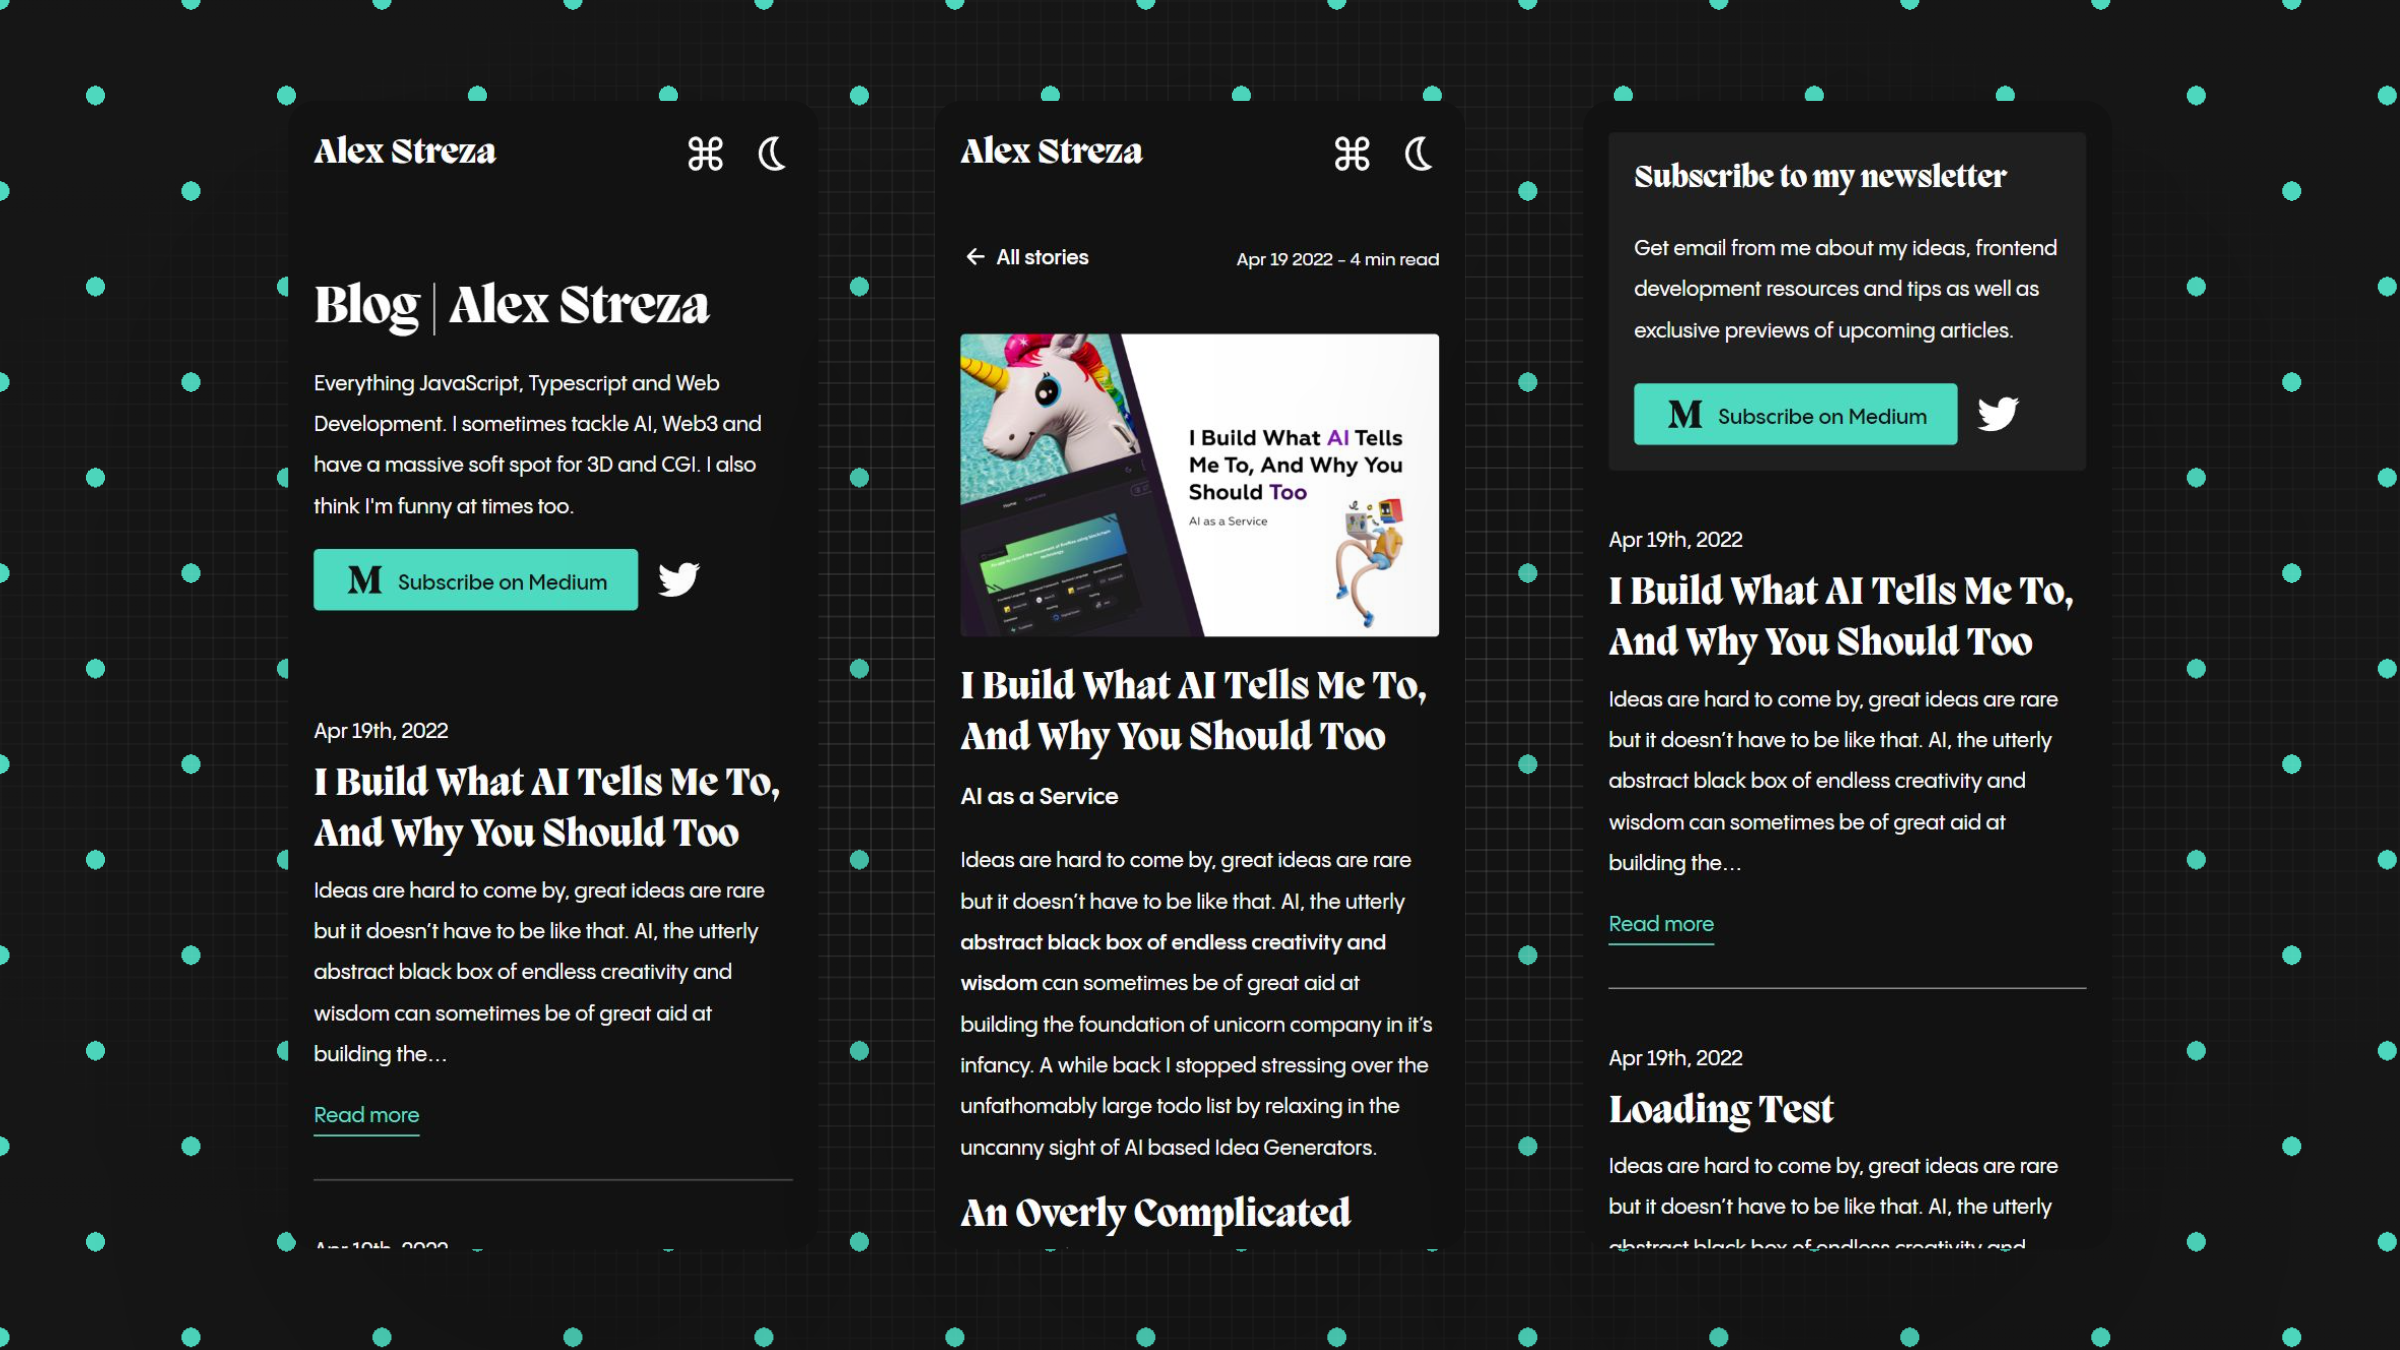 Alex Streza
Blog | Alex Streza
Everything JavaScript, Typescript and Web
Development. I sometimes tackle AI, Web3 and
have a massive soft spot for 3D and CGI. I also
think I'm funny at times too.
M Subscribe on Medium
Apr 19th, 2022
I Build What AI Tells Me To,
And Why You Should Too
Ideas are hard to come by, great ideas are rare
but it doesn’t have to be like that. AI, the utterly
abstract black box of endless creativity and
wisdom can sometimes be of great aid at
building the…
Read more
Apr 19th, 2022
Alex Streza
← All stories
Apr 19 2022 - 4 min read
I Build What AI Tells
Me To, And Why You
Should Too
AI as a Service
Home
I Build What AI Tells Me To,
And Why You Should Too
AI as a Service
Ideas are hard to come by, great ideas are rare
but it doesn’t have to be like that. AI, the utterly
abstract black box of endless creativity and
wisdom can sometimes be of great aid at
building the foundation of unicorn company in it’s
infancy. A while back I stopped stressing over the
unfathomably large todo list by relaxing in the
uncanny sight of AI based Idea Generators.
An Overly Complicated
Subscribe to my newsletter
Get email from me about my ideas, frontend
development resources and tips as well as
exclusive previews of upcoming articles.
M Subscribe on Medium
Apr 19th, 2022
I Build What AI Tells Me To,
And Why You Should Too
Ideas are hard to come by, great ideas are rare
but it doesn’t have to be like that. AI, the utterly
abstract black box of endless creativity and
wisdom can sometimes be of great aid at
building the…
Read more
Apr 19th, 2022
Loading Test
Ideas are hard to come by, great ideas are rare
but it doesn’t have to be like that. AI, the utterly
abstract black box of endless creativity and